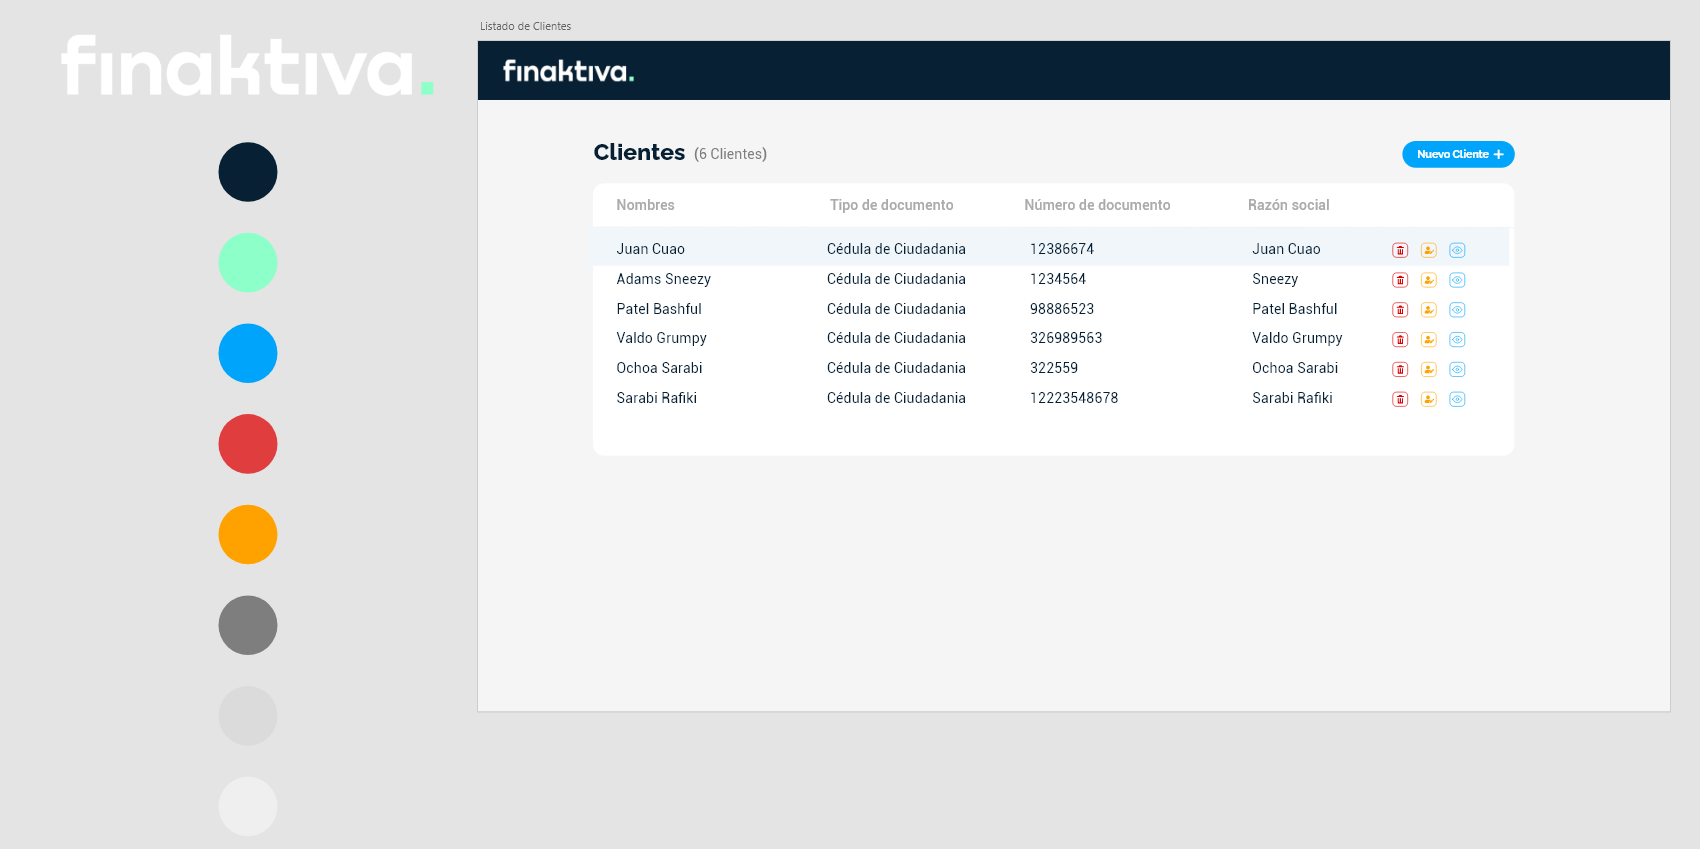 finaktiva.
Listado de Clientes
finaktiva.
Clientes (6 Clientes)
Nuevo Cliente +
Nombres Tipo de documento Número de documento Razón social
Juan Cuao Cédula de Ciudadania 12386674 Juan Cuao
Adams Sneezy Cédula de Ciudadania 1234564 Sneezy
Patel Bashful Cédula de Ciudadania 98886523 Patel Bashful
Valdo Grumpy Cédula de Ciudadania 326989563 Valdo Grumpy
Ochoa Sarabi Cédula de Ciudadania 322559 Ochoa Sarabi
Sarabi Rafiki Cédula de Ciudadania 12223548678 Sarabi Rafiki